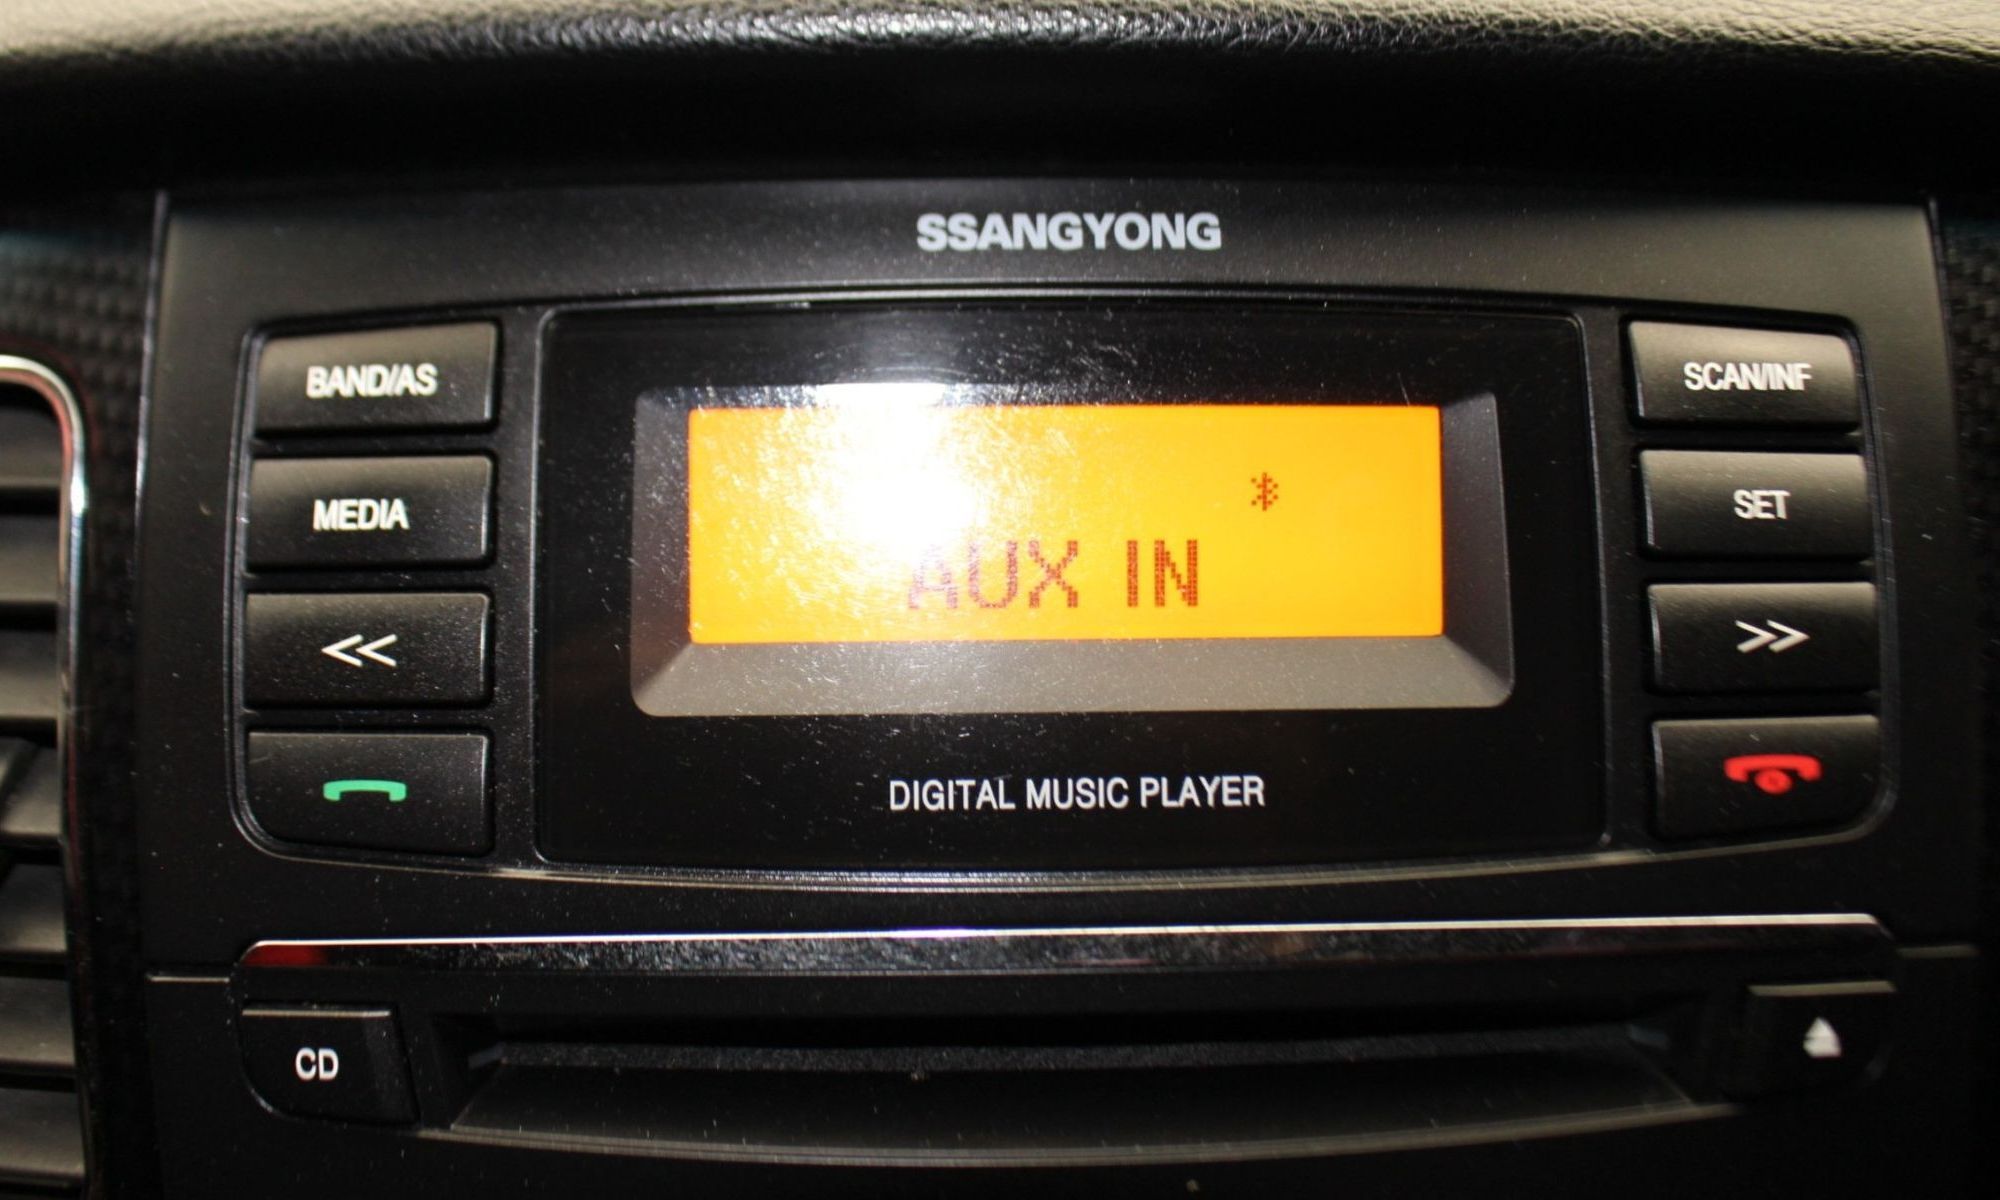 SSANGYONG
BAND/AS
SCAN/INF
MEDIA
SET
AUX IN
<<
>>
DIGITAL MUSIC PLAYER
CD